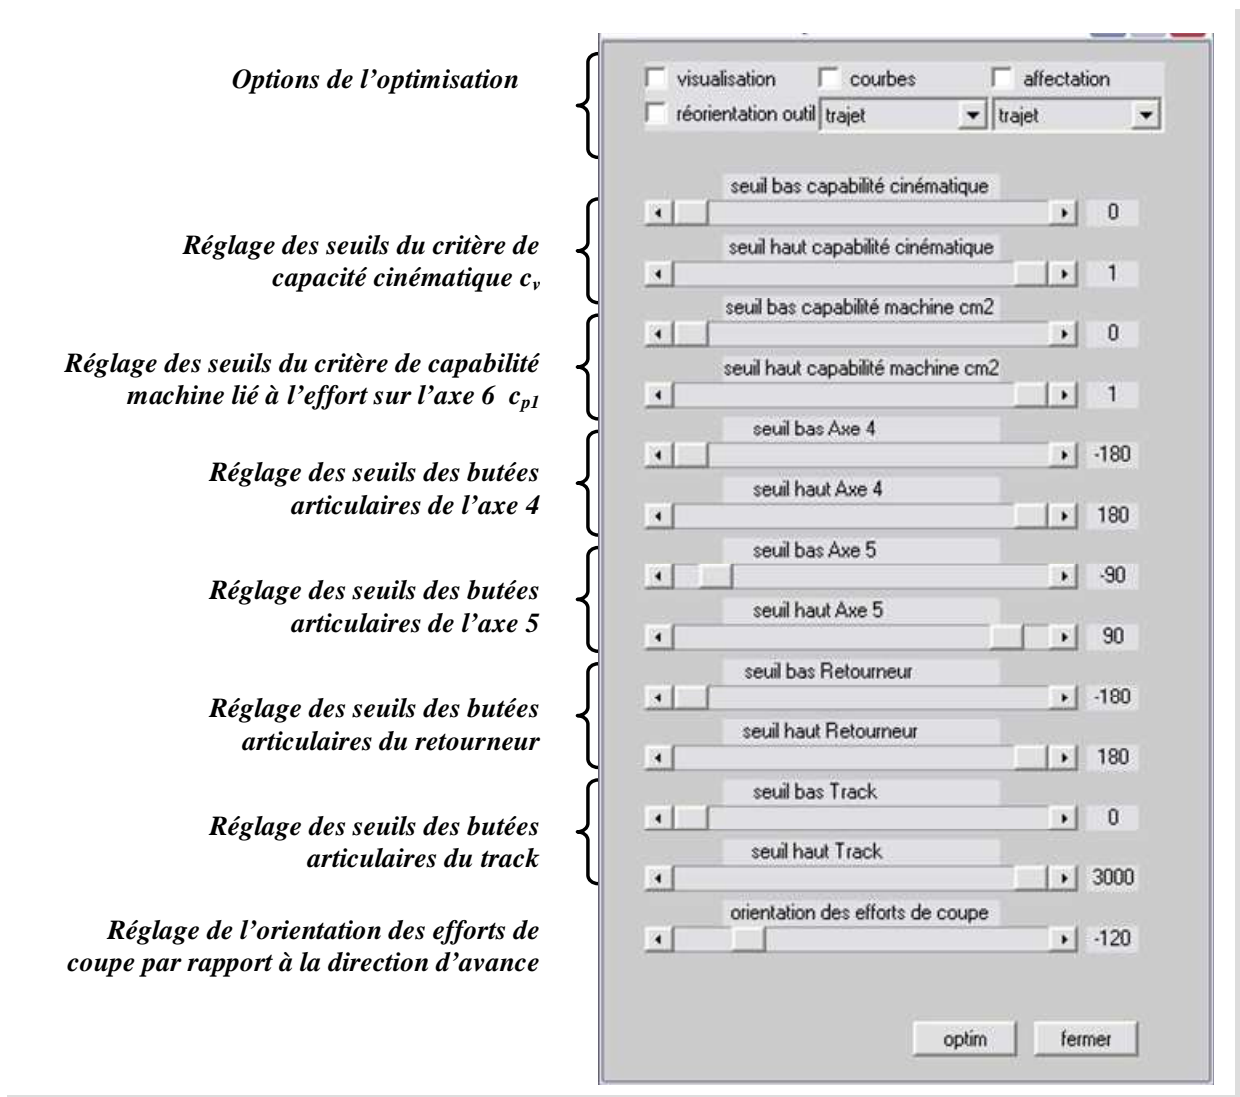 Options de l'optimisation
visualisation courbes affectation
réorientation outil trajet trajet
Réglage des seuils du critère de
capacité cinématique cv
seuil bas capabilité cinématique
0
seuil haut capabilité cinématique
1
Réglage des seuils du critère de capabilité
machine lié à l'effort sur l'axe 6 cp1
seuil bas capabilité machine cm2
0
seuil haut capabilité machine cm2
1
Réglage des seuils des butées
articulaires de l'axe 4
seuil bas Axe 4
-180
seuil haut Axe 4
180
Réglage des seuils des butées
articulaires de l'axe 5
seuil bas Axe 5
-90
seuil haut Axe 5
90
Réglage des seuils des butées
articulaires du retourneur
seuil bas Retourneur
-180
seuil haut Retourneur
180
Réglage des seuils des butées
articulaires du track
seuil bas Track
0
seuil haut Track
3000
Réglage de l'orientation des efforts de
coupe par rapport à la direction d'avance
orientation des efforts de coupe
-120
optim fermer